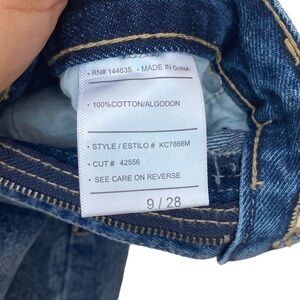 • RN# 144635 • MADE IN CHINA
• 100%COTTON/ALGODON
• STYLE / ESTILO # KC7866M
• CUT # 42556
• SEE CARE ON REVERSE
9 / 28